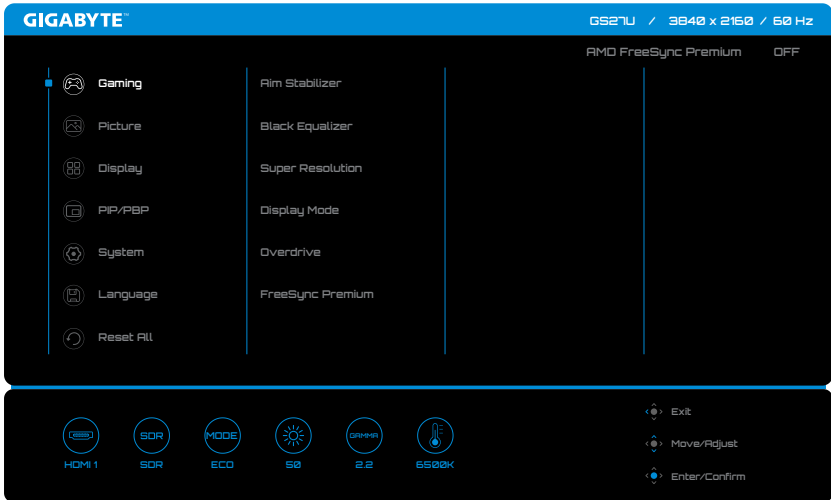 GIGABYTE™
GS27U / 3840 x 2160 / 60 Hz
AMD FreeSync Premium OFF
Gaming
Picture
Display
PIP/PBP
System
Language
Reset All
Aim Stabilizer
Black Equalizer
Super Resolution
Display Mode
Overdrive
FreeSync Premium
SDR
MODE
GAMMA
HDMI 1
SDR
ECO
50
2.2
6500K
Exit
Move/Adjust
Enter/Confirm